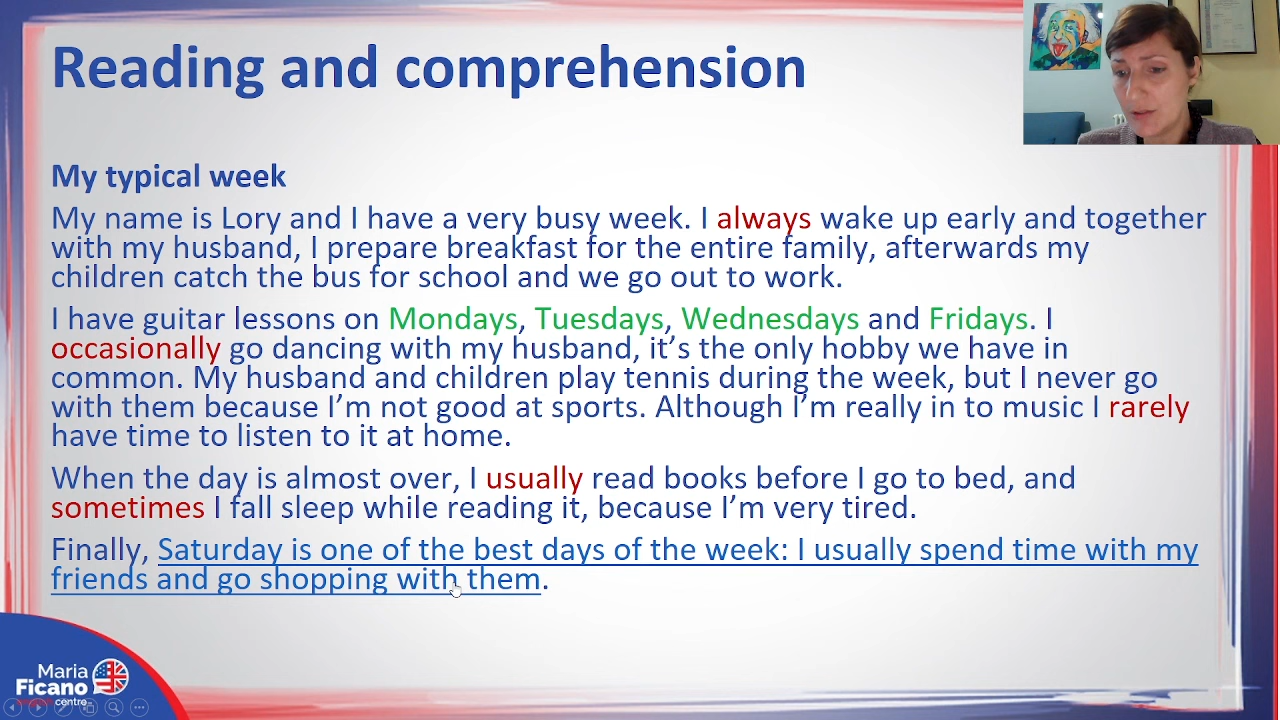 Reading and comprehension
My typical week
My name is Lory and I have a very busy week. I always wake up early and together
with my husband, I prepare breakfast for the entire family, afterwards my
children catch the bus for school and we go out to work.
I have guitar lessons on Mondays, Tuesdays, Wednesdays and Fridays. I
occasionally go dancing with my husband, it's the only hobby we have in
common. My husband and children play tennis during the week, but I never go
with them because I'm not good at sports. Although I'm really in to music I rarely
have time to listen to it at home.
When the day is almost over, I usually read books before I go to bed, and
sometimes I fall sleep while reading it, because I'm very tired.
Finally, Saturday is one of the best days of the week: I usually spend time with my
friends and go shopping with them.
Maria
Ficano
centre